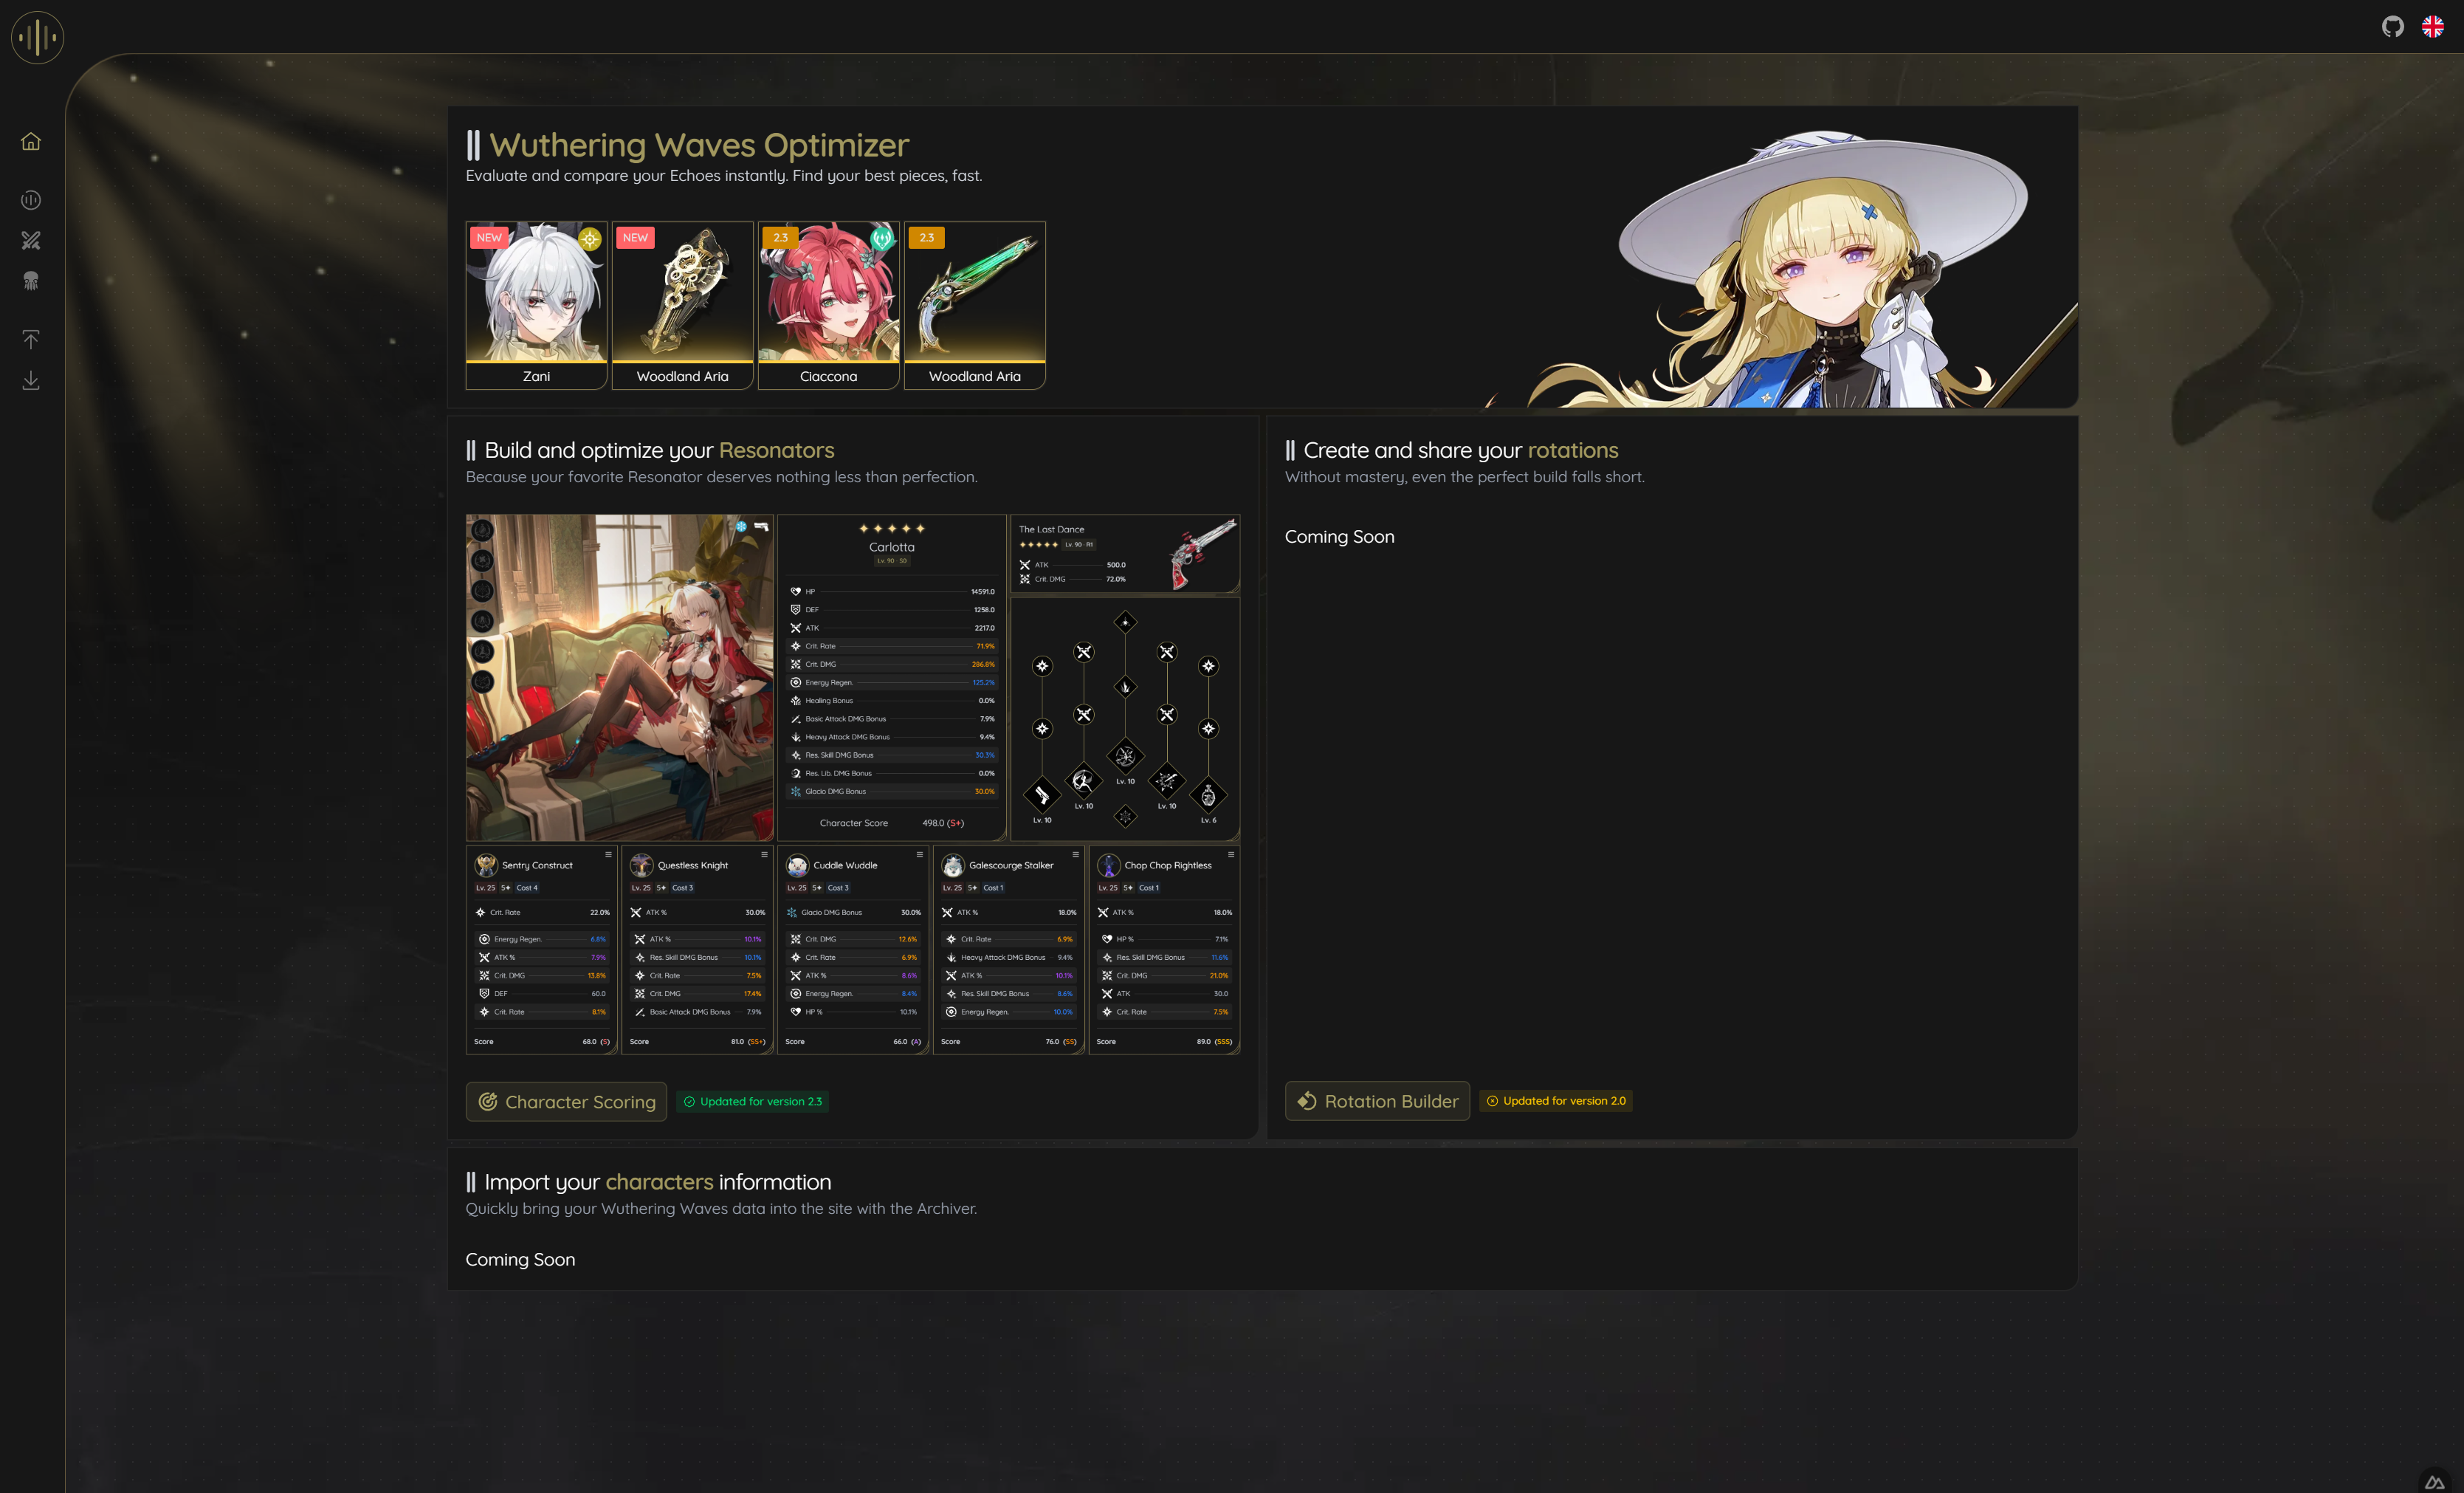 Wuthering Waves Optimizer
Evaluate and compare your Echoes instantly. Find your best pieces, fast.
NEW
NEW
2.3
2.3
Zani
Woodland Aria
Ciaccona
Woodland Aria
Build and optimize your Resonators
Because your favorite Resonator deserves nothing less than perfection.
Carlotta
Lv. 90 S0
HP 14591.0
DEF 1258.0
ATK 2217.0
Crit. Rate 71.9%
Crit. DMG 286.8%
Energy Regen. 125.2%
Healing Bonus 0.0%
Basic Attack DMG Bonus 7.9%
Heavy Attack DMG Bonus 9.4%
Res. Skill DMG Bonus 30.3%
Res. Lib. DMG Bonus 0.0%
Glacio DMG Bonus 30.0%
Character Score 498.0 (S+)
The Last Dance
Lv. 90 · R1
ATK 500.0
Crit. DMG 72.0%
Lv. 10
Lv. 10
Lv. 10
Lv. 10
Lv. 6
Sentry Construct
Lv. 25 5✦ Cost 4
Crit. Rate 22.0%
Energy Regen. 6.8%
ATK % 7.9%
Crit. DMG 13.8%
DEF 60.0
Crit. Rate 8.1%
Score 68.0 (S)
Questless Knight
Lv. 25 5✦ Cost 3
ATK % 30.0%
ATK % 10.1%
Res. Skill DMG Bonus 10.1%
Crit. Rate 7.5%
Crit. DMG 17.4%
Basic Attack DMG Bonus 7.9%
Score 81.0 (SS+)
Cuddle Wuddle
Lv. 25 5✦ Cost 3
Glacio DMG Bonus 30.0%
Crit. DMG 12.6%
Crit. Rate 6.9%
ATK % 8.6%
Energy Regen. 8.4%
HP % 10.1%
Score 66.0 (A)
Galescourge Stalker
Lv. 25 5✦ Cost 1
ATK % 18.0%
Crit. Rate 6.9%
Heavy Attack DMG Bonus 9.4%
ATK % 10.1%
Res. Skill DMG Bonus 8.6%
Energy Regen. 10.0%
Score 76.0 (SS)
Chop Chop Rightless
Lv. 25 5✦ Cost 1
ATK % 18.0%
HP % 7.1%
Res. Skill DMG Bonus 11.6%
Crit. DMG 21.0%
ATK 30.0
Crit. Rate 7.5%
Score 89.0 (SSS)
Character Scoring
Updated for version 2.3
Create and share your rotations
Without mastery, even the perfect build falls short.
Coming Soon
Rotation Builder
Updated for version 2.0
Import your characters information
Quickly bring your Wuthering Waves data into the site with the Archiver.
Coming Soon